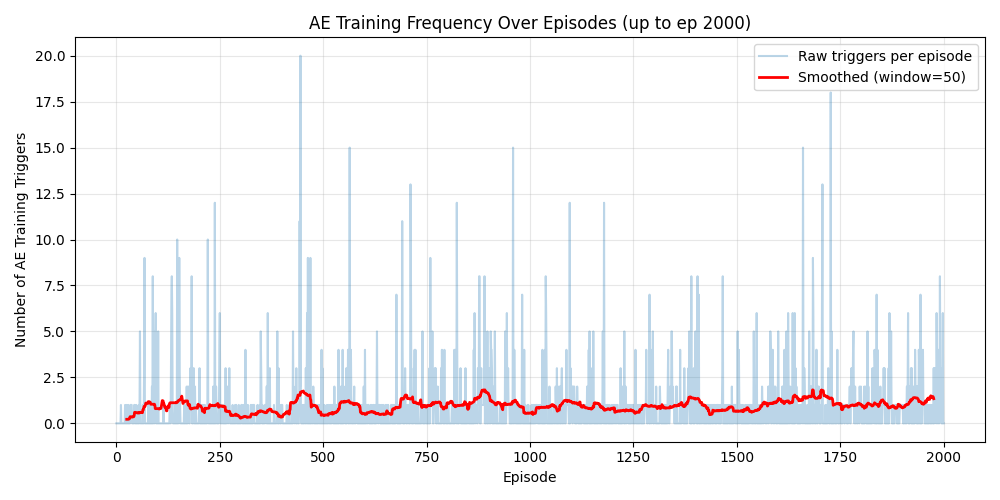 AE Training Frequency Over Episodes (up to ep 2000)
Raw triggers per episode
Smoothed (window=50)
Number of AE Training Triggers
20.0
17.5
15.0
12.5
10.0
7.5
5.0
2.5
0.0
0 250 500 750 1000 1250 1500 1750 2000
Episode